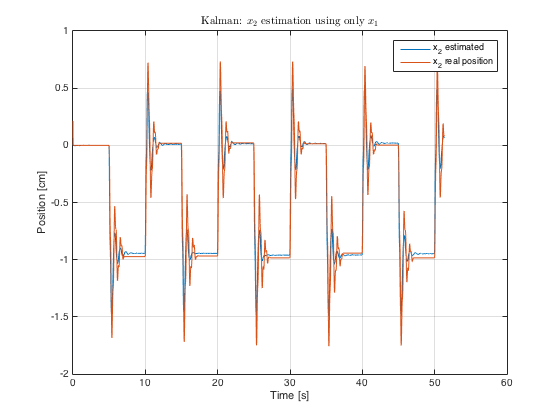 Kalman: x₂ estimation using only x₁
x₂ estimated
x₂ real position
1
0.5
0
-0.5
-1
-1.5
-2
Position [cm]
0 10 20 30 40 50 60
Time [s]